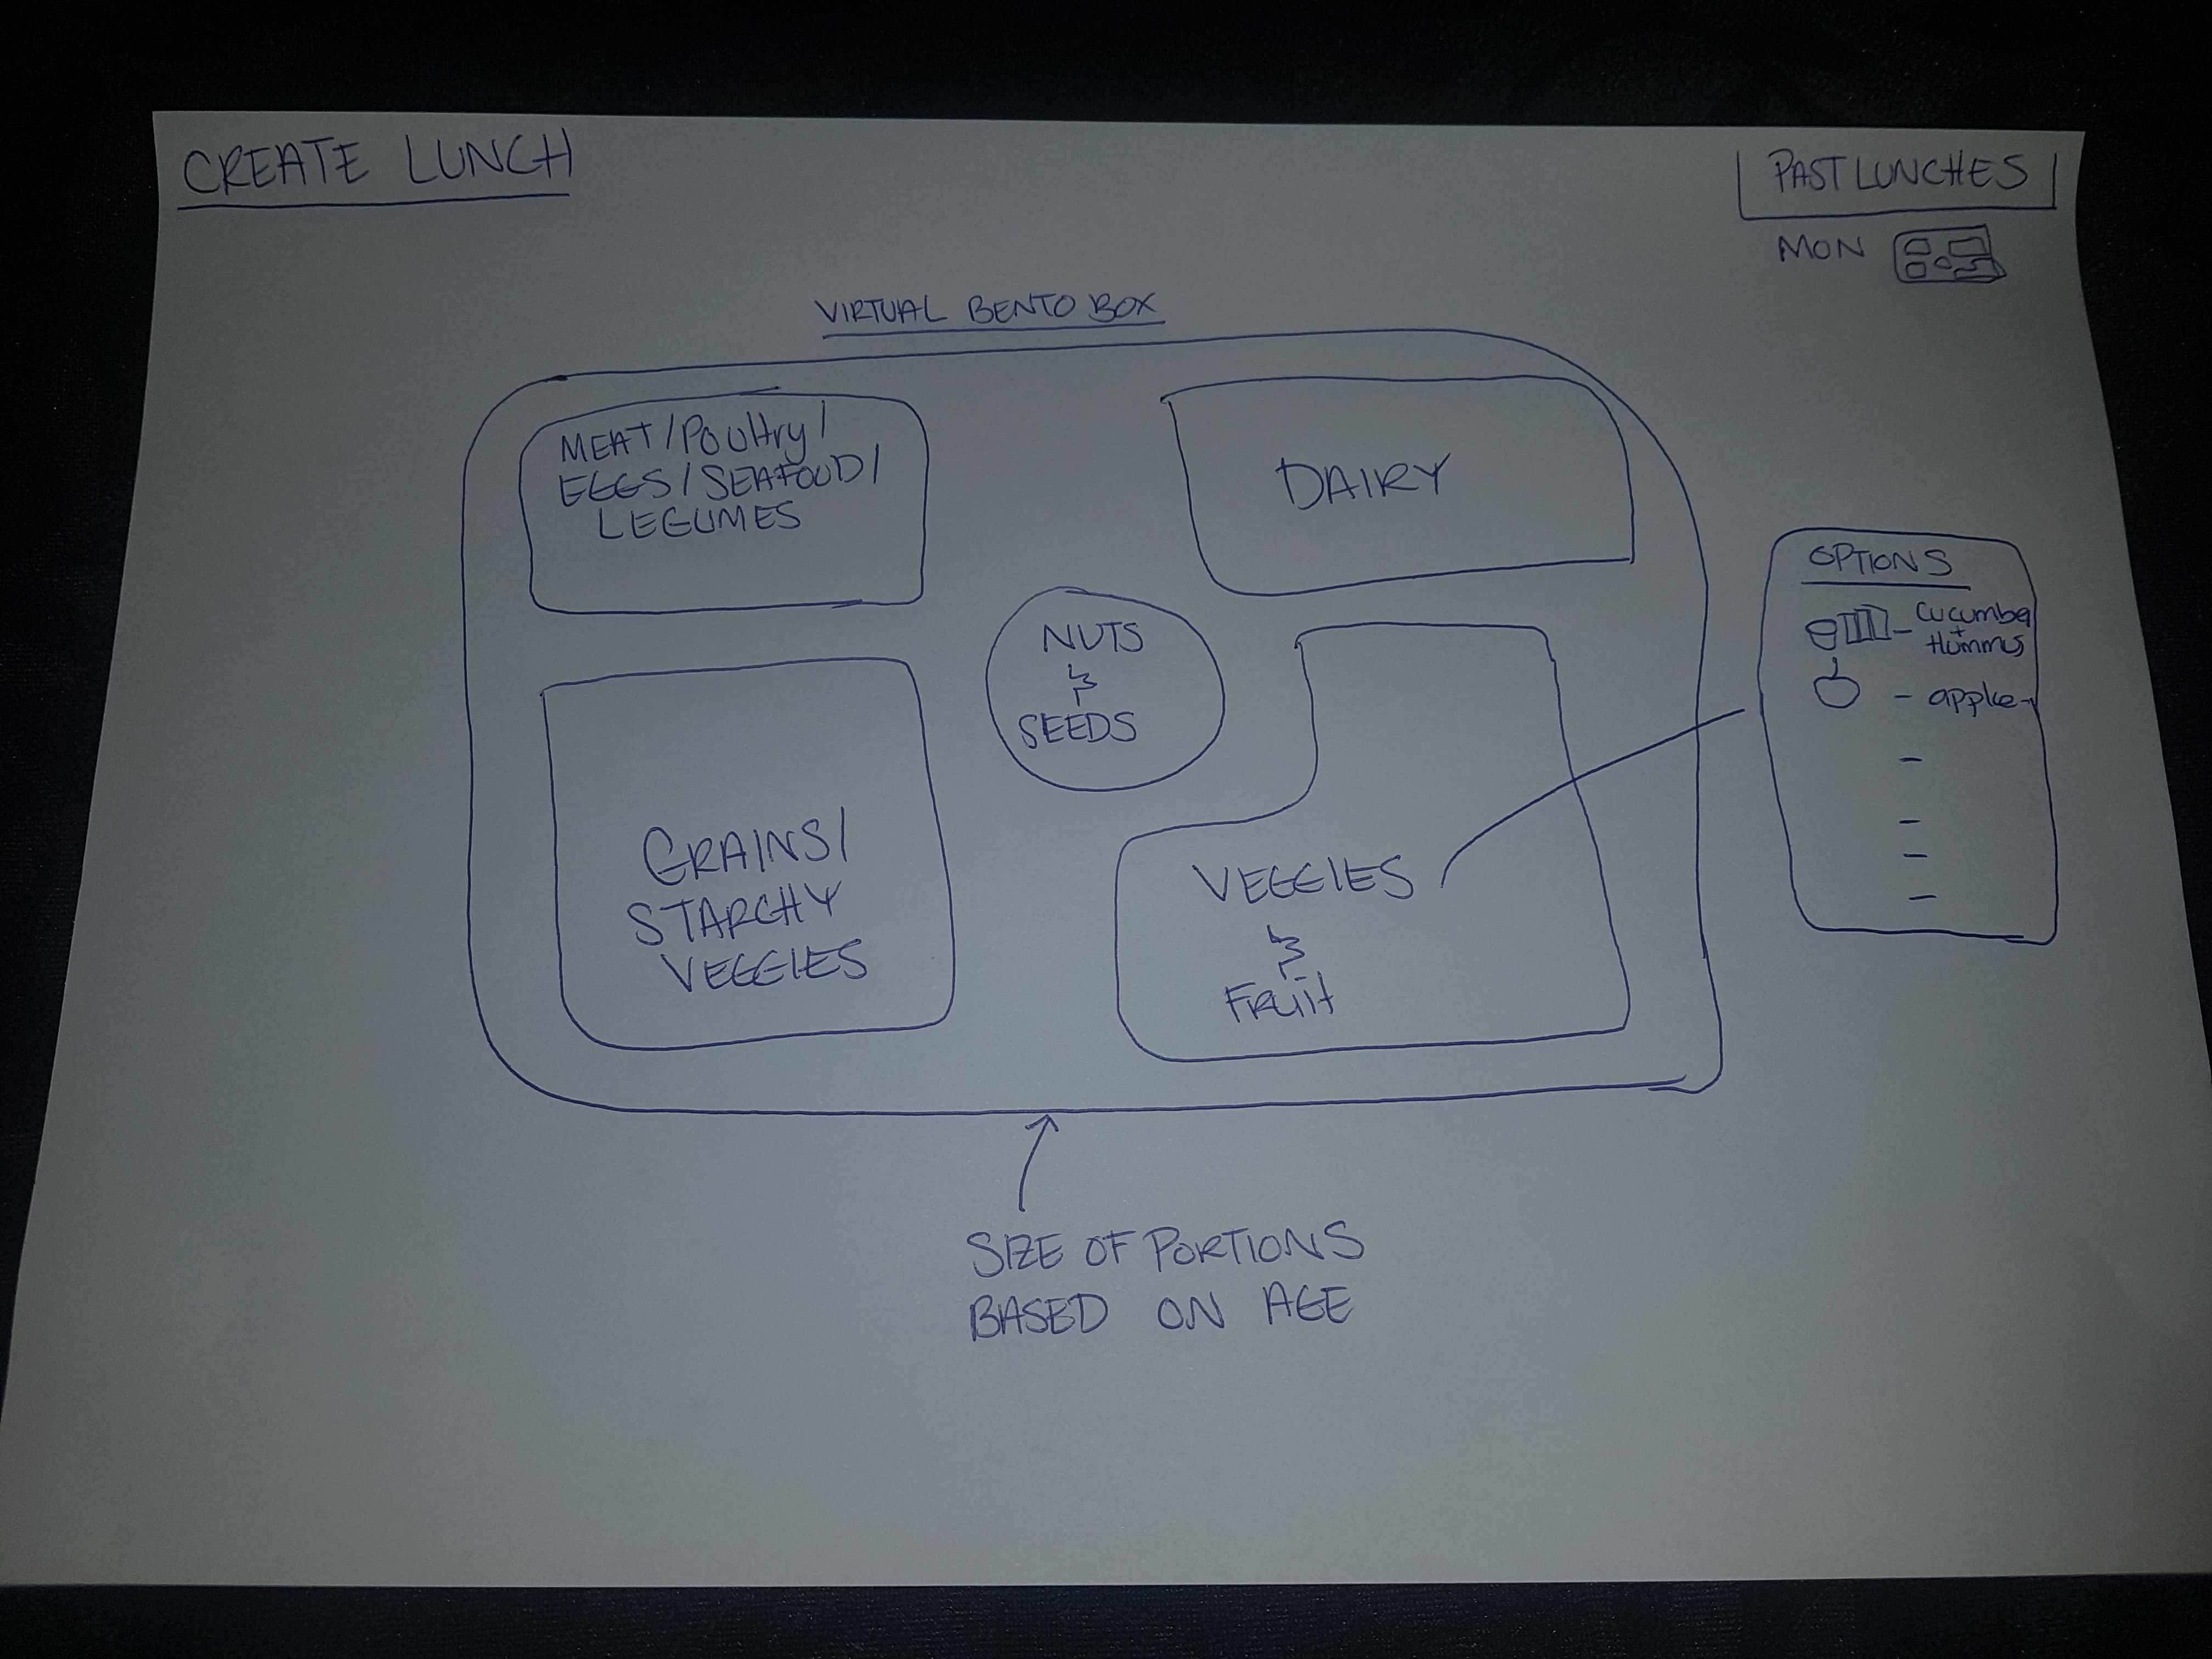 CREATE LUNCH
PAST LUNCHES
MON
VIRTUAL BENTO BOX
MEAT/POULtry/
EGGS/SEAFOOD/
LEGUMES
DAIRY
NUTS
&
SEEDS
GRAINS/
STARCHY
VEGGIES
VEGGIES
&
FRUit
OPTIONS
- Cucumber
+
Hummus
- apple
-
-
-
-
SIZE OF PORTIONS
BASED ON AGE